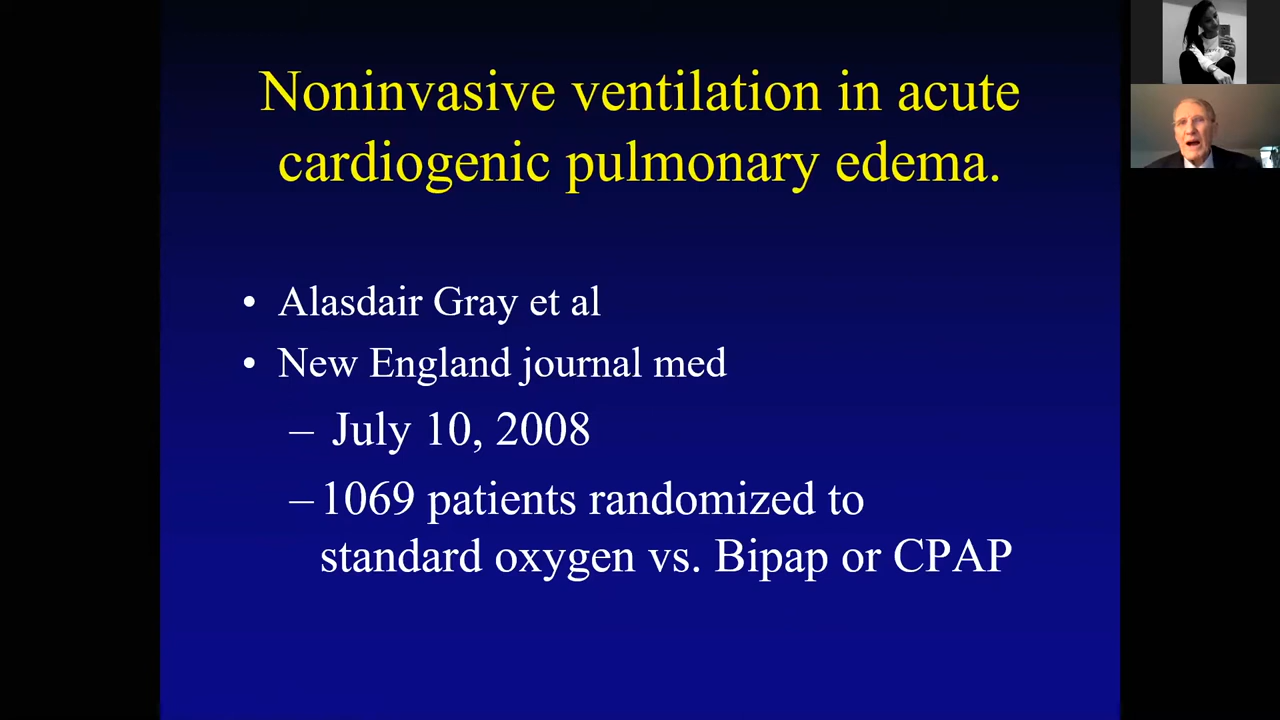 Noninvasive ventilation in acute
cardiogenic pulmonary edema.
• Alasdair Gray et al
• New England journal med
– July 10, 2008
– 1069 patients randomized to
standard oxygen vs. Bipap or CPAP